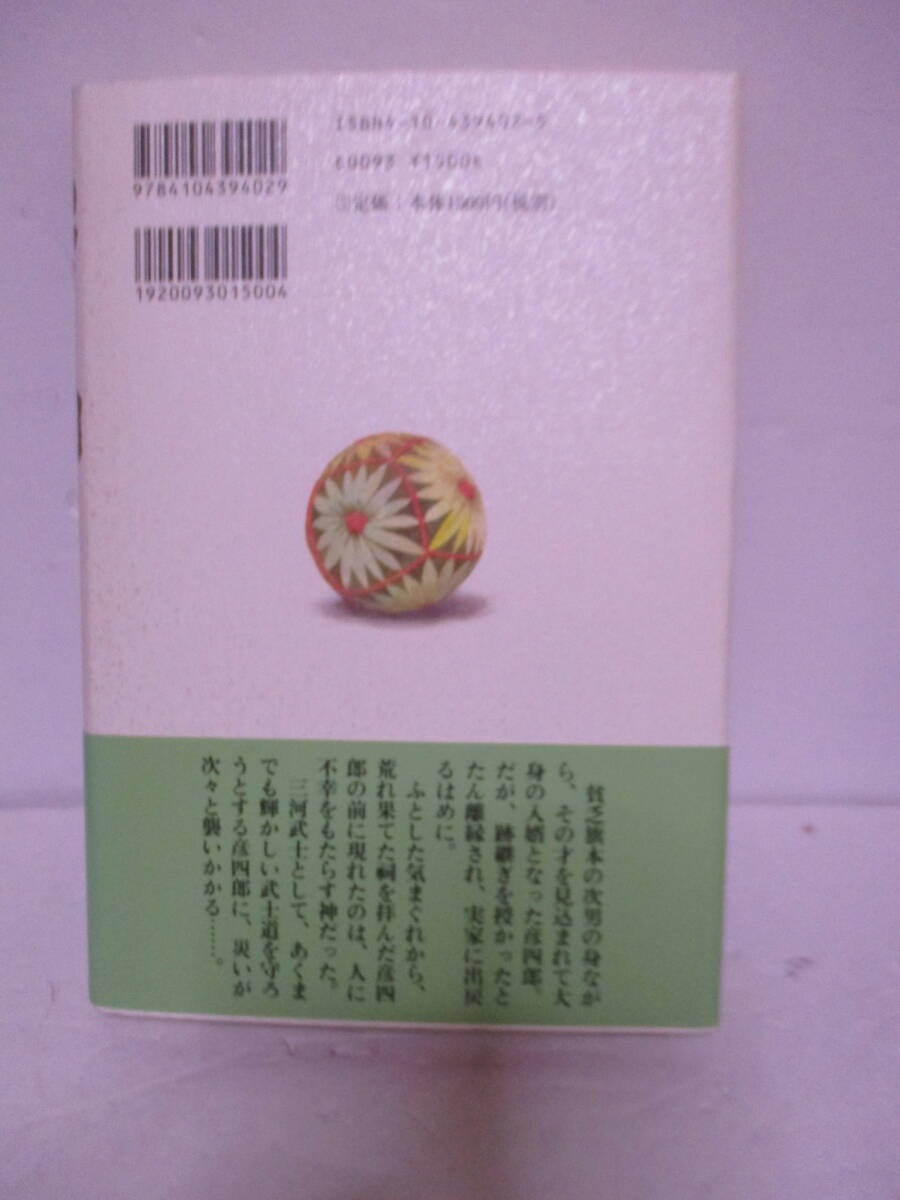 ISBN4-10-439402-5
C0093 ¥1500E
9784104394029
定価：本体1500円(税別)
1920093015004
貧乏旗本の次男の身なが
ら、その才を見込まれて大
身の入婿となった彦四郎。
だが、跡継ぎを授かったと
たん離縁され、実家に出戻
るはめに。
ふとした気まぐれから、
荒れ果てた祠を拝んだ彦四
郎の前に現れたのは、人に
不幸をもたらす神だった。
三河武士として、あくま
でも輝かしい武士道を守ろ
うとする彦四郎に、災いが
次々と襲いかかる……。